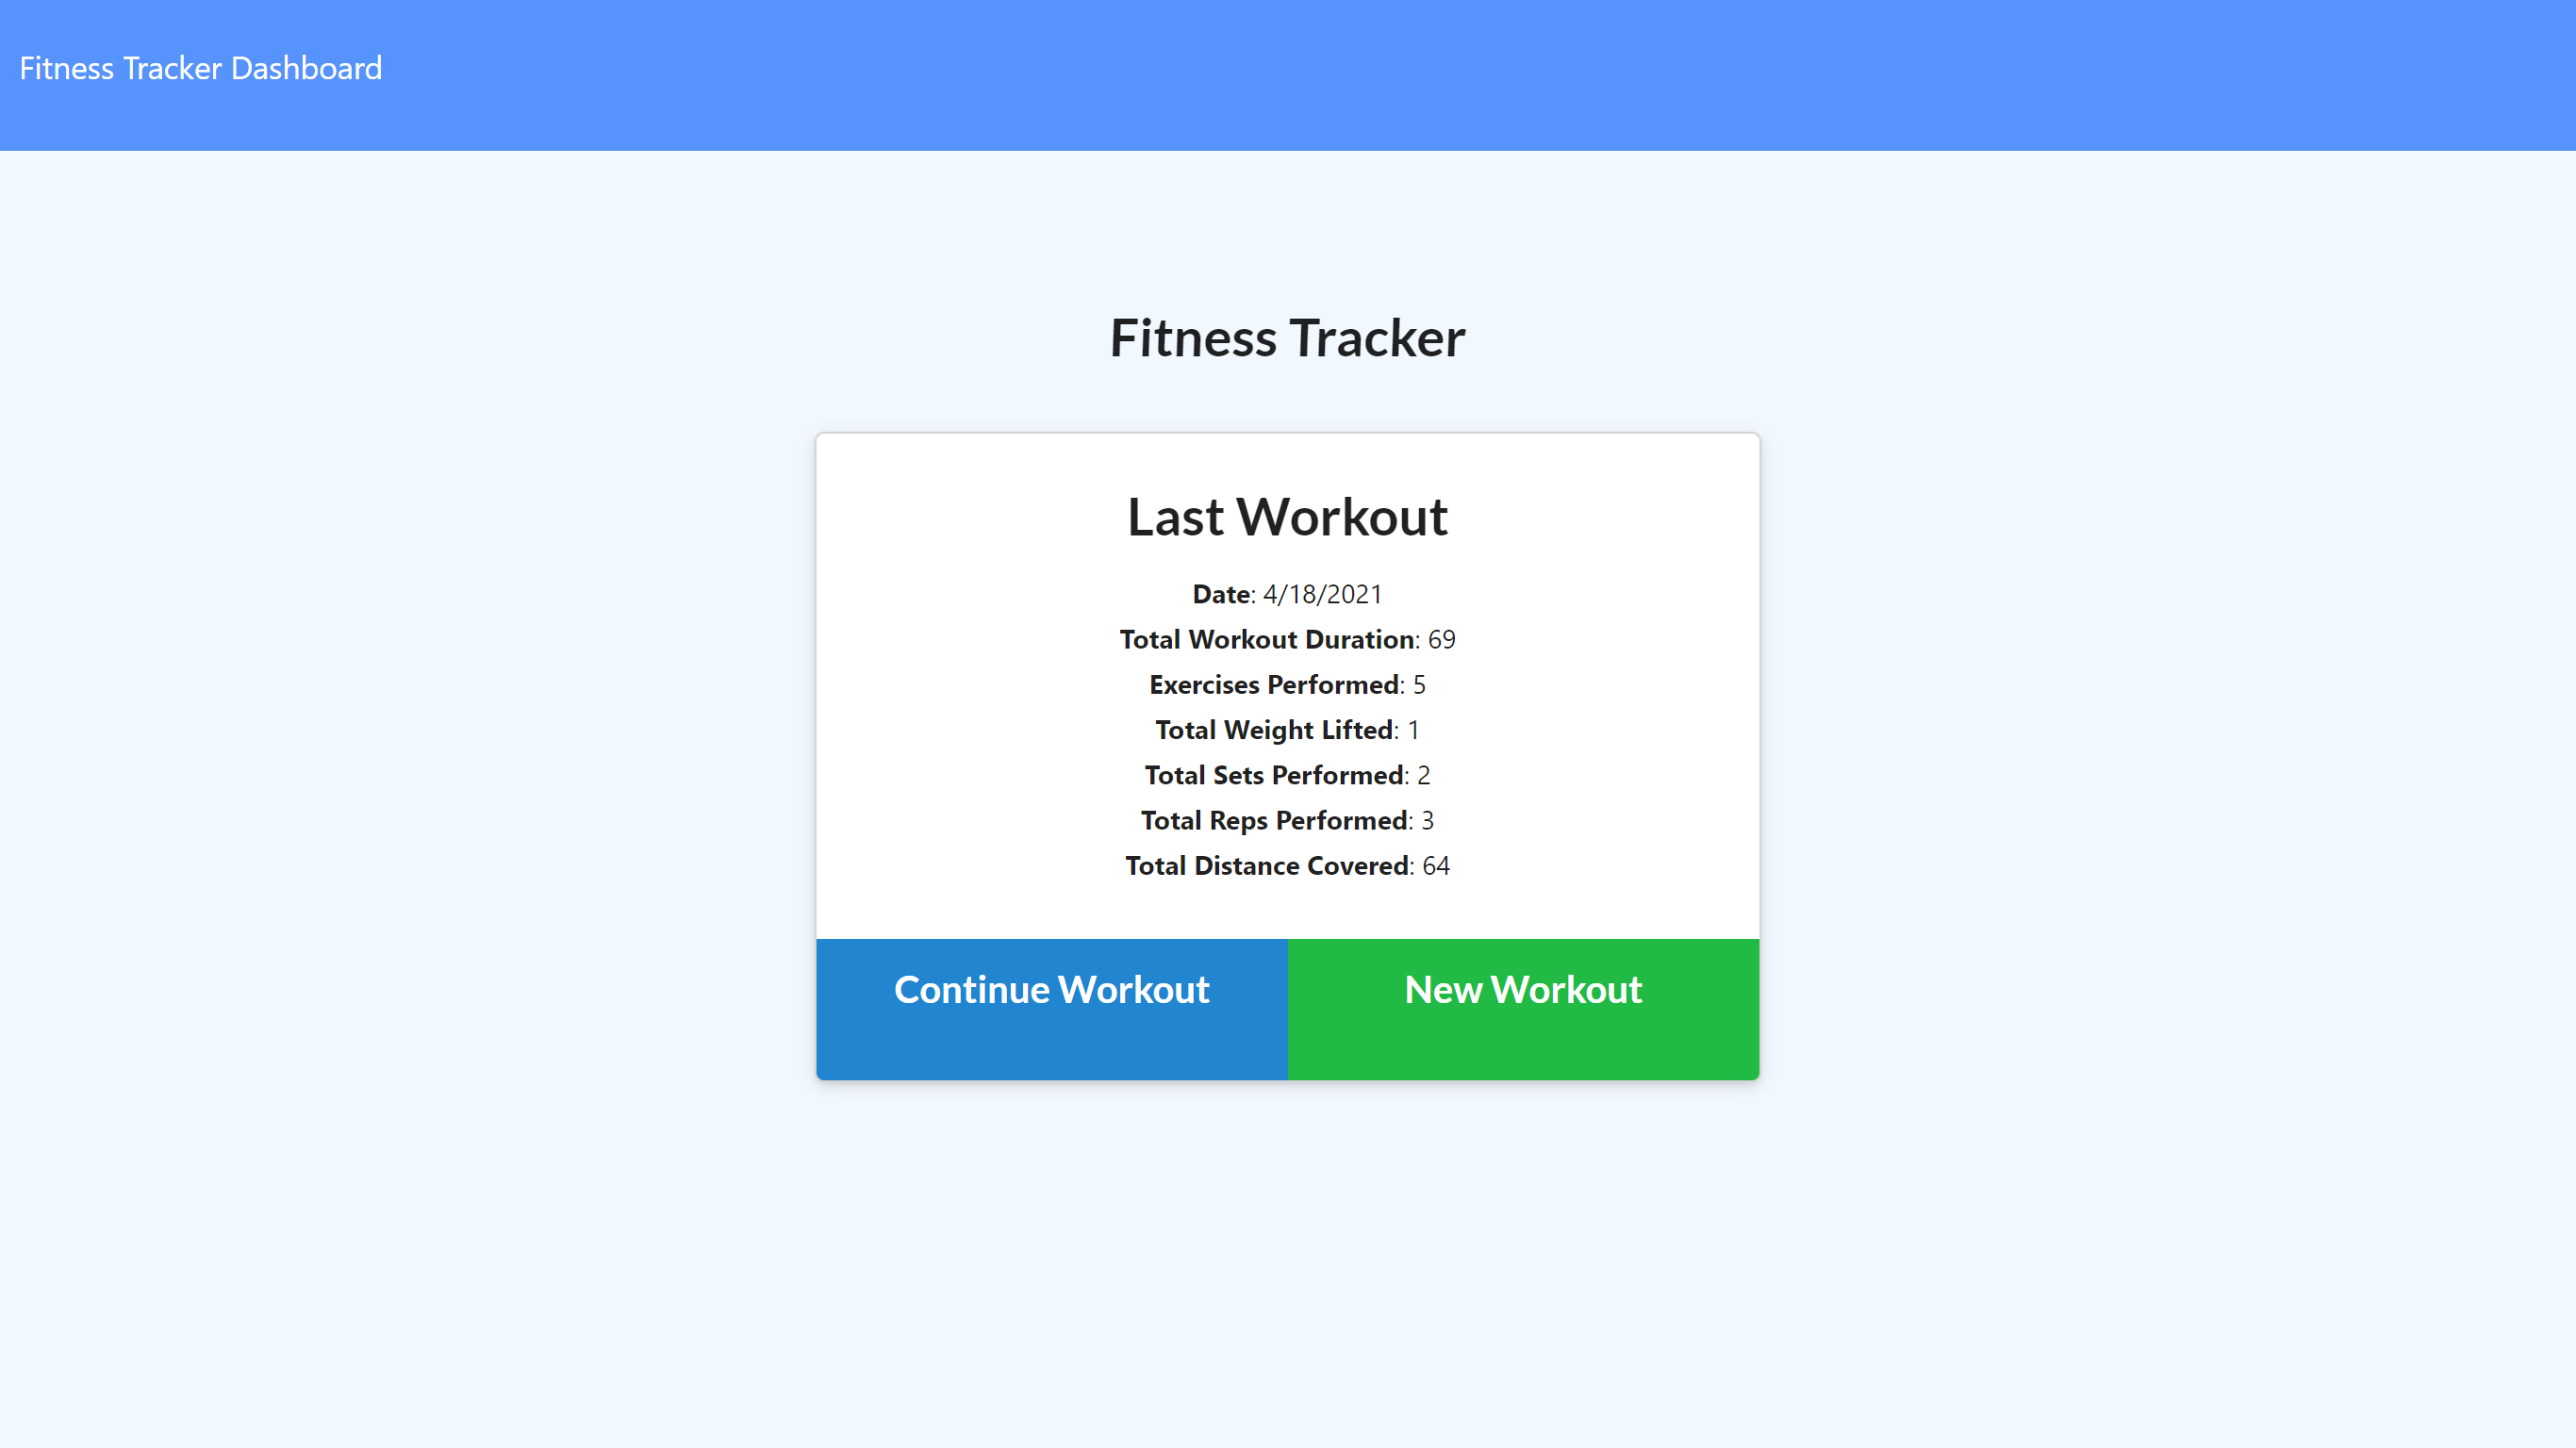 Fitness Tracker Dashboard
Fitness Tracker
Last Workout
Date: 4/18/2021
Total Workout Duration: 69
Exercises Performed: 5
Total Weight Lifted: 1
Total Sets Performed: 2
Total Reps Performed: 3
Total Distance Covered: 64
Continue Workout
New Workout